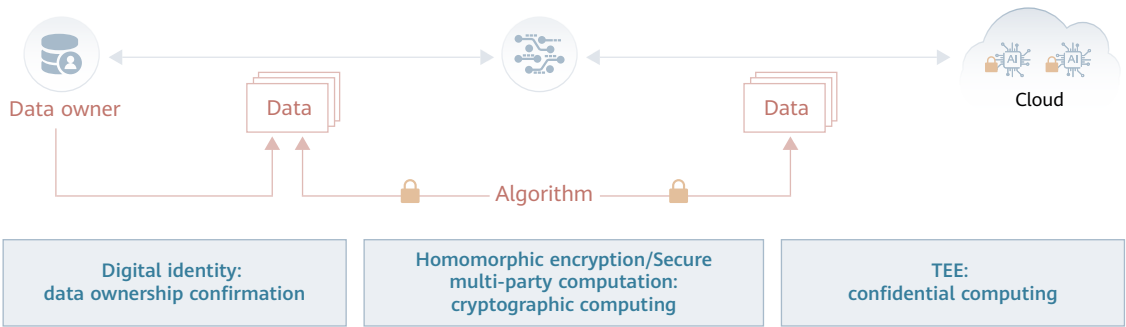 AI
AI
Cloud
Data owner
Data
Data
Algorithm
Digital identity:
data ownership confirmation
Homomorphic encryption/Secure
multi-party computation:
cryptographic computing
TEE:
confidential computing